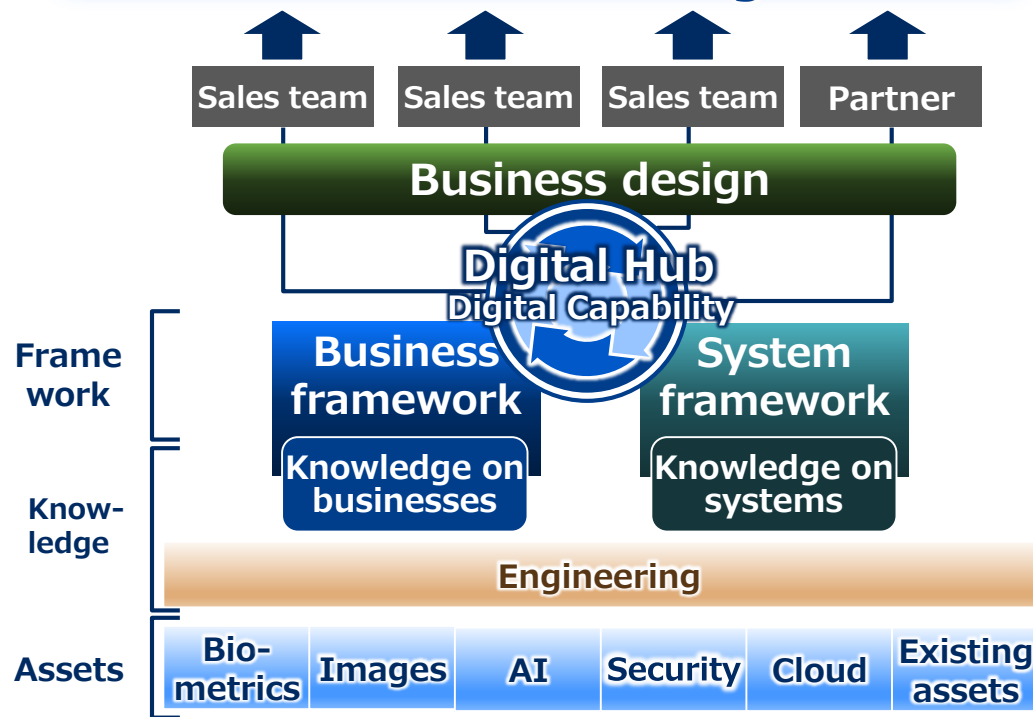 Sales team
Sales team
Sales team
Partner
Business design
Digital Hub
Digital Capability
Frame
work
Business
framework
System
framework
Know-
ledge
Knowledge on
businesses
Knowledge on
systems
Engineering
Assets
Bio-
metrics
Images
AI
Security
Cloud
Existing
assets